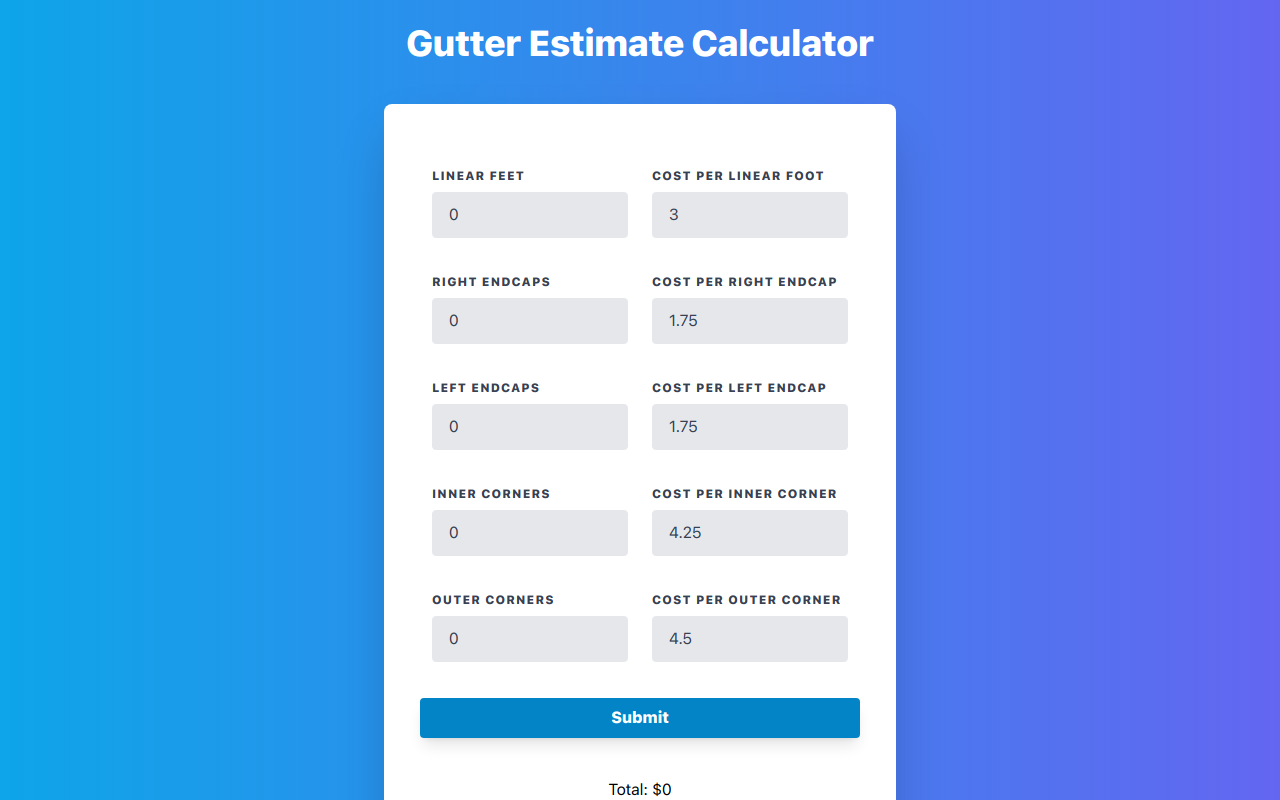 Gutter Estimate Calculator
LINEAR FEET COST PER LINEAR FOOT
0 3
RIGHT ENDCAPS COST PER RIGHT ENDCAP
0 1.75
LEFT ENDCAPS COST PER LEFT ENDCAP
0 1.75
INNER CORNERS COST PER INNER CORNER
0 4.25
OUTER CORNERS COST PER OUTER CORNER
0 4.5
Submit
Total: $0